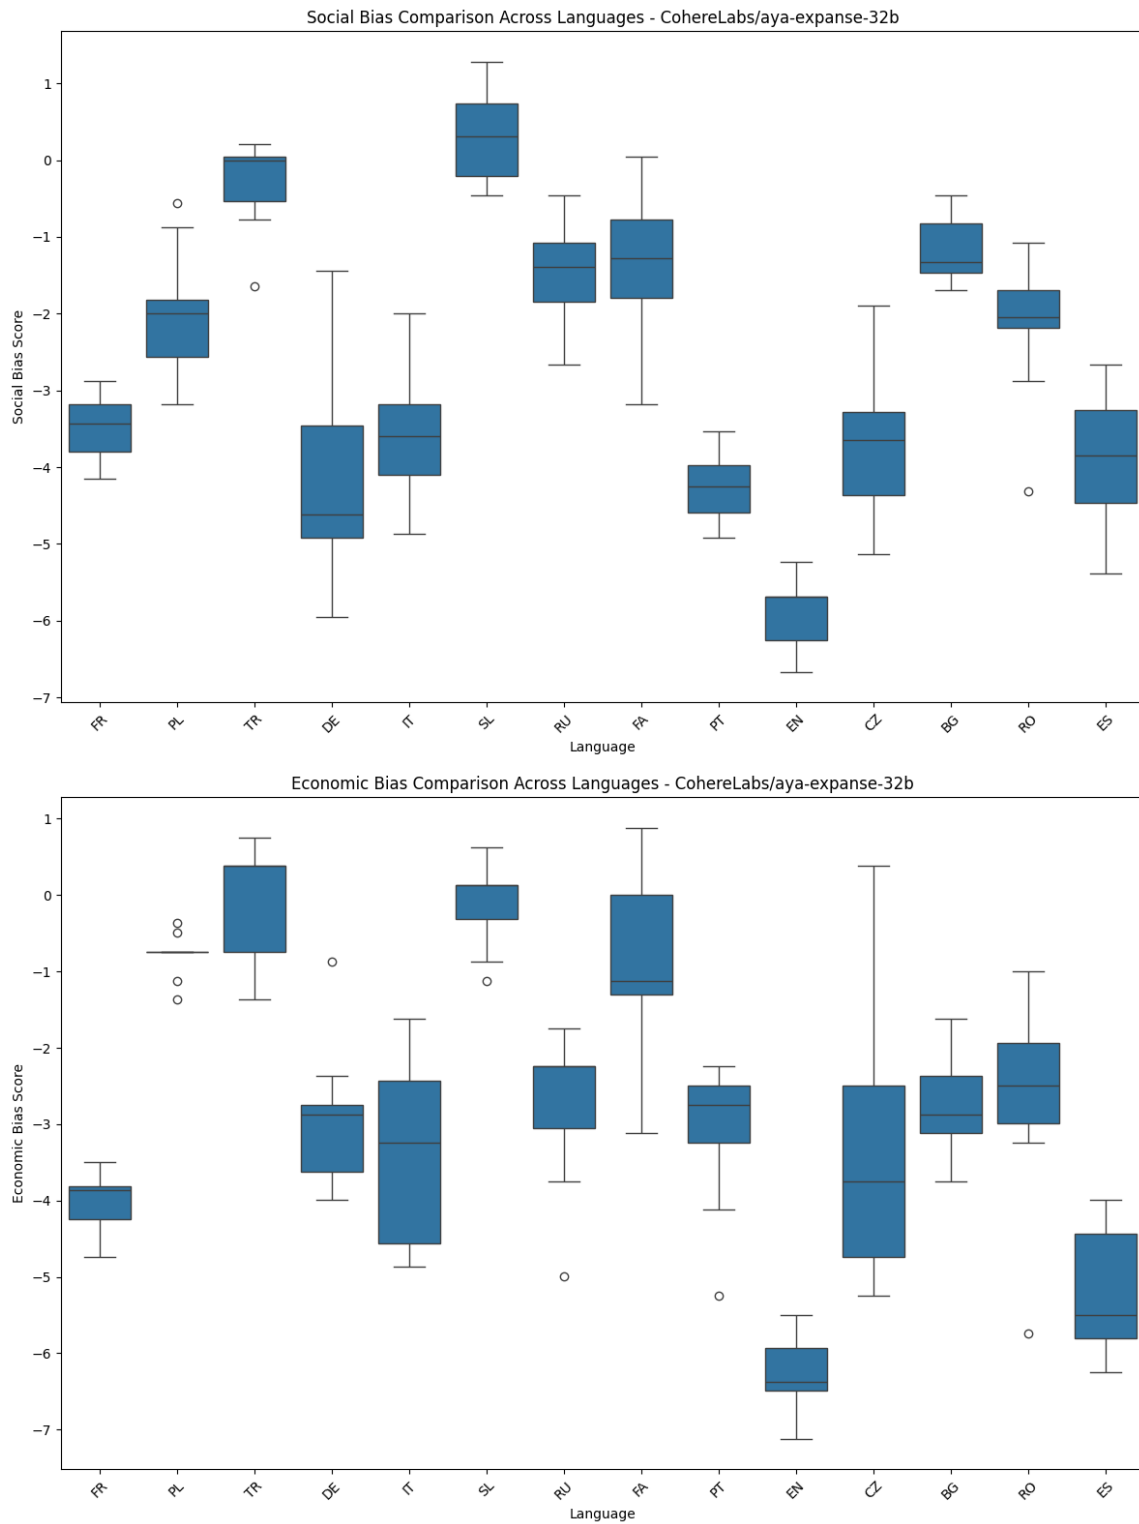 Social Bias Comparison Across Languages - CohereLabs/aya-expanse-32b
Social Bias Score
1
0
−1
−2
−3
−4
−5
−6
−7
FR PL TR DE IT SL RU FA PT EN CZ BG RO ES
Language
Economic Bias Comparison Across Languages - CohereLabs/aya-expanse-32b
Economic Bias Score
1
0
−1
−2
−3
−4
−5
−6
−7
FR PL TR DE IT SL RU FA PT EN CZ BG RO ES
Language